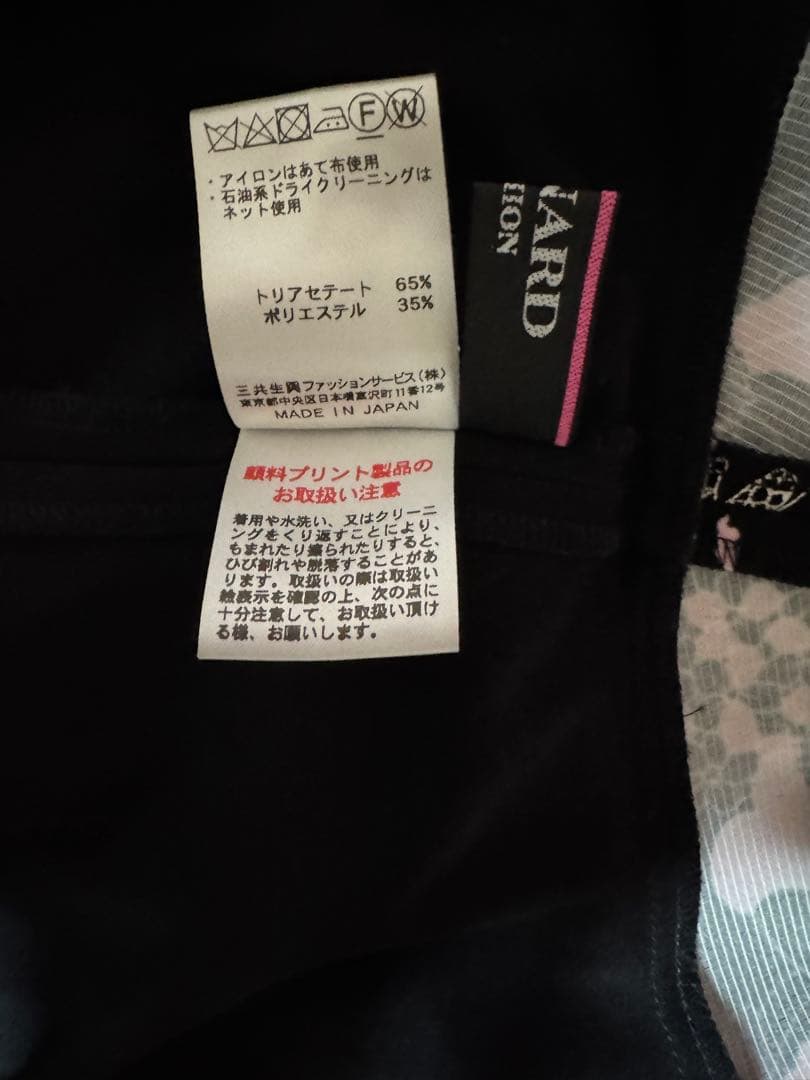 F W
・アイロンはあて布使用
・石油系ドライクリーニングは
ネット使用
トリアセテート 65%
ポリエステル 35%
三共生興ファッションサービス(株)
東京都中央区日本橋富沢町11番12号
MADE IN JAPAN
NARD
顔料プリント製品の
お取扱い注意
着用や水洗い、又はクリーニ
ングをくり返すことにより、
もまれたり擦られたりすると、
ひび割れや脱落することがあ
ります。取扱いの際は取扱い
絵表示を確認の上、次の点に
十分注意して、お取扱い頂け
る様、お願いします。